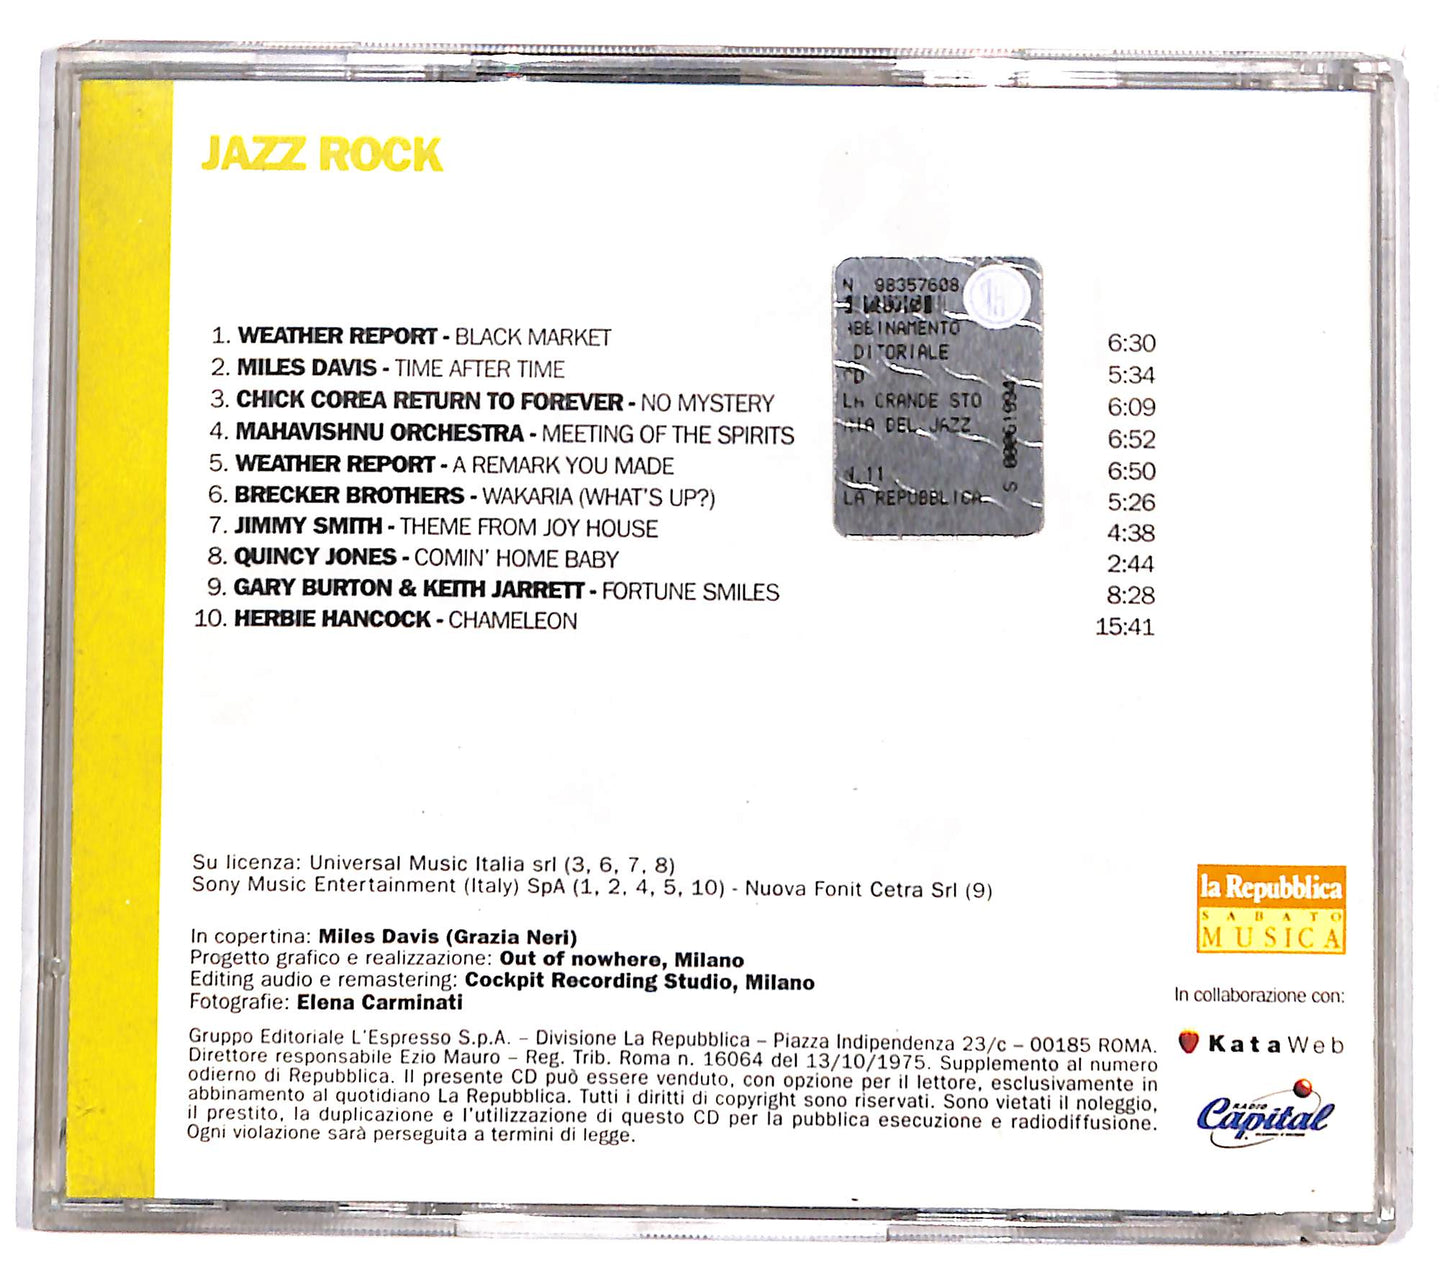 JAZZ ROCK
1. WEATHER REPORT - BLACK MARKET 6:30
2. MILES DAVIS - TIME AFTER TIME 5:34
3. CHICK COREA RETURN TO FOREVER - NO MYSTERY 6:09
4. MAHAVISHNU ORCHESTRA - MEETING OF THE SPIRITS 6:52
5. WEATHER REPORT - A REMARK YOU MADE 6:50
6. BRECKER BROTHERS - WAKARIA (WHAT'S UP?) 5:26
7. JIMMY SMITH - THEME FROM JOY HOUSE 4:38
8. QUINCY JONES - COMIN' HOME BABY 2:44
9. GARY BURTON & KEITH JARRETT - FORTUNE SMILES 8:28
10. HERBIE HANCOCK - CHAMELEON 15:41
N 98357608
BEINAMENTO
DITORIALE
CD
LA GRANDE STO
RIA DEL JAZZ
N.11
LA REPUBBLICA
S 00061994
Su licenza: Universal Music Italia srl (3, 6, 7, 8)
Sony Music Entertainment (Italy) SpA (1, 2, 4, 5, 10) - Nuova Fonit Cetra Srl (9)
In copertina: Miles Davis (Grazia Neri)
Progetto grafico e realizzazione: Out of nowhere, Milano
Editing audio e remastering: Cockpit Recording Studio, Milano
Fotografie: Elena Carminati
Gruppo Editoriale L'Espresso S.p.A. – Divisione La Repubblica – Piazza Indipendenza 23/c – 00185 ROMA.
Direttore responsabile Ezio Mauro – Reg. Trib. Roma n. 16064 del 13/10/1975. Supplemento al numero
odierno di Repubblica. Il presente CD può essere venduto, con opzione per il lettore, esclusivamente in
abbinamento al quotidiano La Repubblica. Tutti i diritti di copyright sono riservati. Sono vietati il noleggio,
il prestito, la duplicazione e l'utilizzazione di questo CD per la pubblica esecuzione e radiodiffusione.
Ogni violazione sarà perseguita a termini di legge.
la Repubblica
SABATO
MUSICA
In collaborazione con:
KataWeb
RADIO
Capital